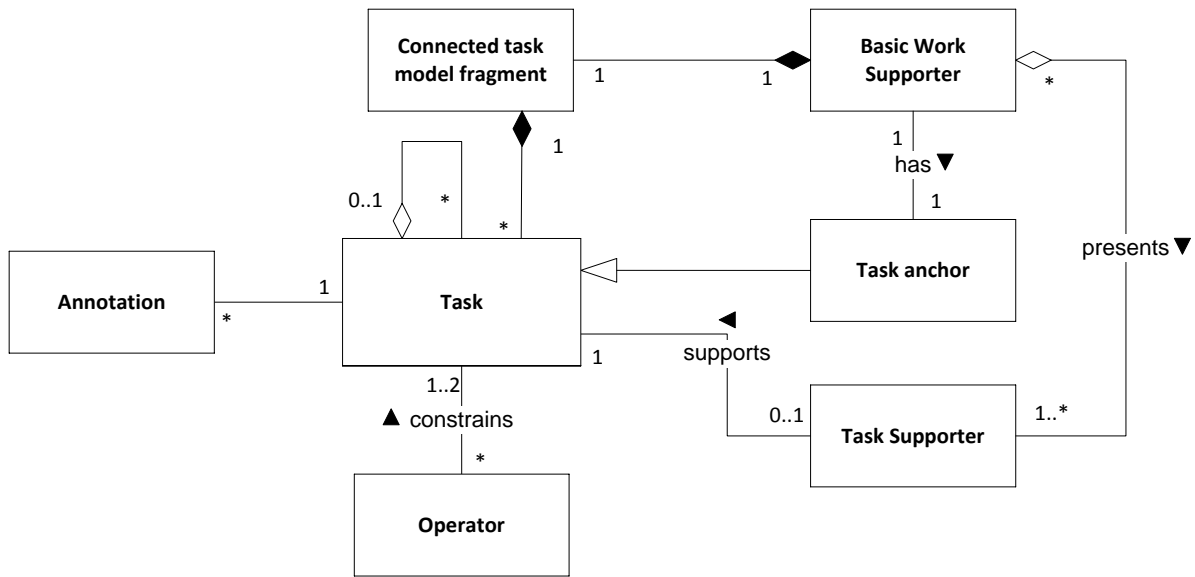 Connected task
model fragment
1
1
1
Basic Work
Supporter
*
1
has ▼
1
0..1
*
*
presents ▼
Annotation
*
1
Task
Task anchor
◀
supports
1
1..2
▲ constrains
*
0..1
Task Supporter
1..*
Operator